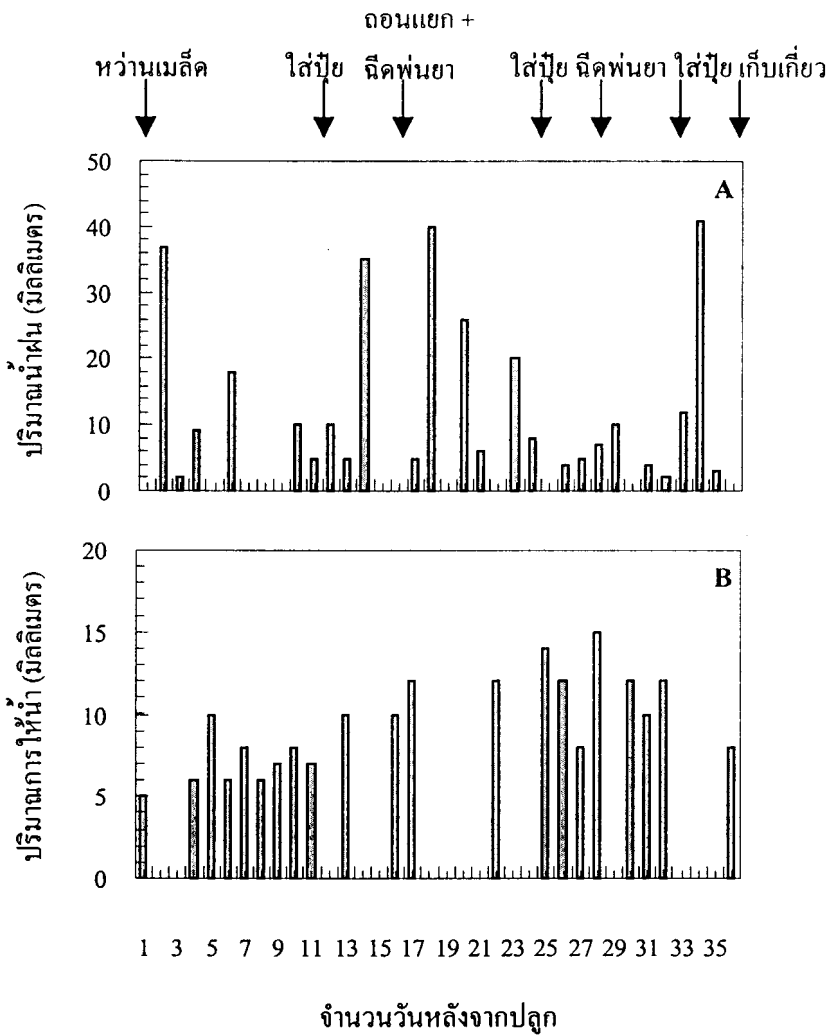 ถอนแยก +
หว่านเมล็ด ใส่ปุ๋ย ฉีดพ่นยา ใส่ปุ๋ย ฉีดพ่นยา ใส่ปุ๋ย เก็บเกี่ยว
50
A
40
30
20
10
0
ปริมาณน้ำฝน (มิลลิเมตร)
20
B
15
10
5
0
ปริมาณการให้น้ำ (มิลลิเมตร)
1 3 5 7 9 11 13 15 17 19 21 23 25 27 29 31 33 35
จำนวนวันหลังจากปลูก